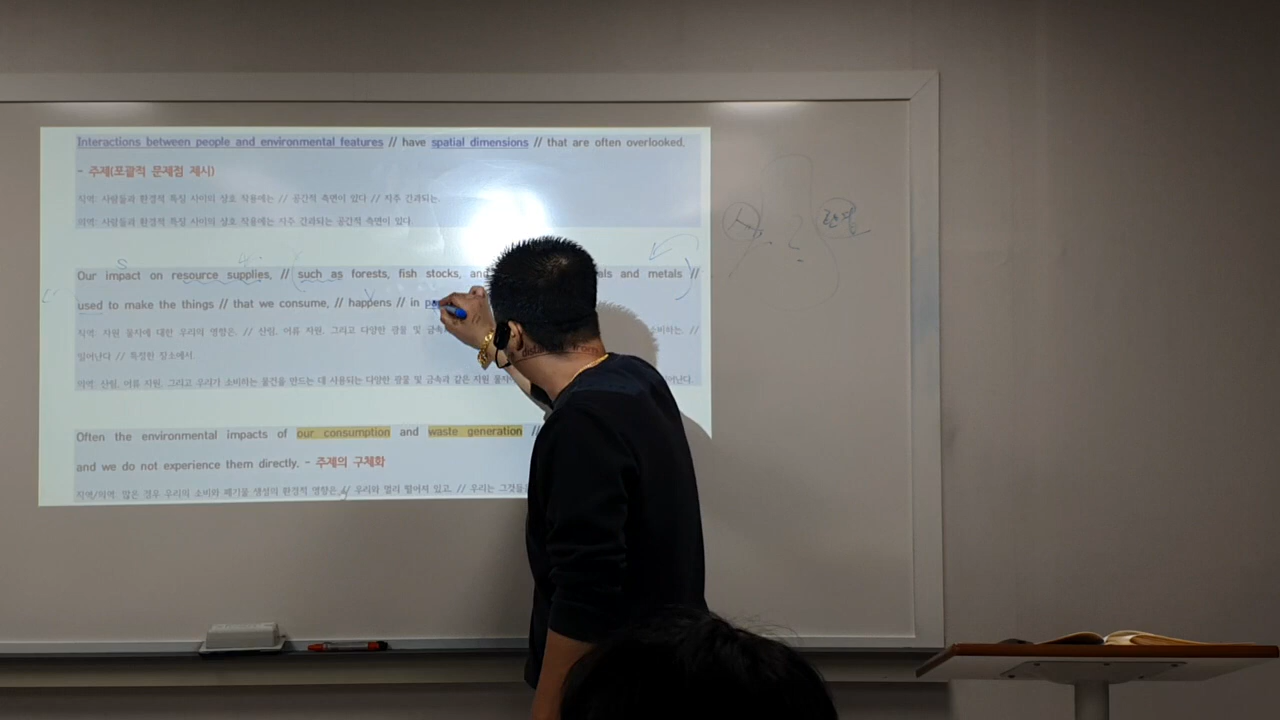 Interactions between people and environmental features // have spatial dimensions // that are often overlooked.
- 주제(포괄적 문제점 제시)
직역: 사람들과 환경적 특징 사이의 상호 작용에는 // 공간적 측면이 있다 // 자주 간과되는.
의역: 사람들과 환경적 특징 사이의 상호 작용에는 자주 간과되는 공간적 측면이 있다.
S
Our impact on resource supplies, // such as forests, fish stocks, and and metals //
V
used to make the things // that we consume, // happens // in
직역: 자원 물자에 대한 우리의 영향은, // 산림, 어류 자원, 그리고 다양한 광물 및 소비하는, //
일어난다 // 특정한 장소에서.
의역: 산림, 어류 자원, 그리고 우리가 소비하는 물건을 만드는 데 사용되는 다양한 광물 및 금속과 같은 자원
Often the environmental impacts of our consumption and waste generation //
and we do not experience them directly. - 주제의 구체화
직역/의역: 많은 경우 우리의 소비와 폐기물 생성의 환경적 영향은 // 우리와 멀리 떨어져 있고, // 우리는